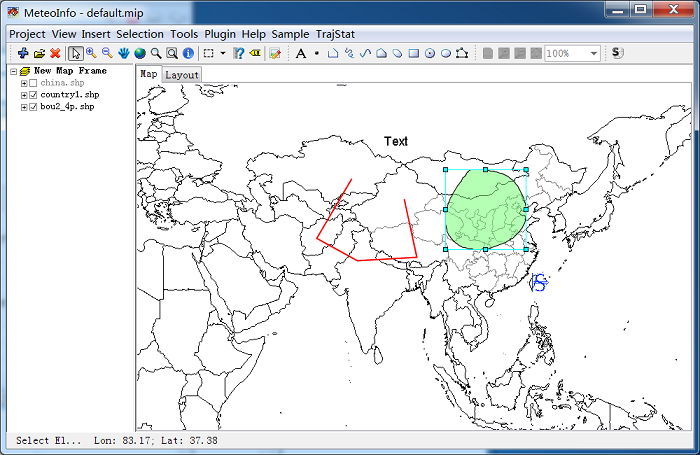 MeteoInfo - default.mip
Project View Insert Selection Tools Plugin Help Sample TrajStat
A 100%
New Map Frame
china.shp
country1.shp
bou2_4p.shp
Map Layout
Text
Select El... Lon: 83.17; Lat: 37.38